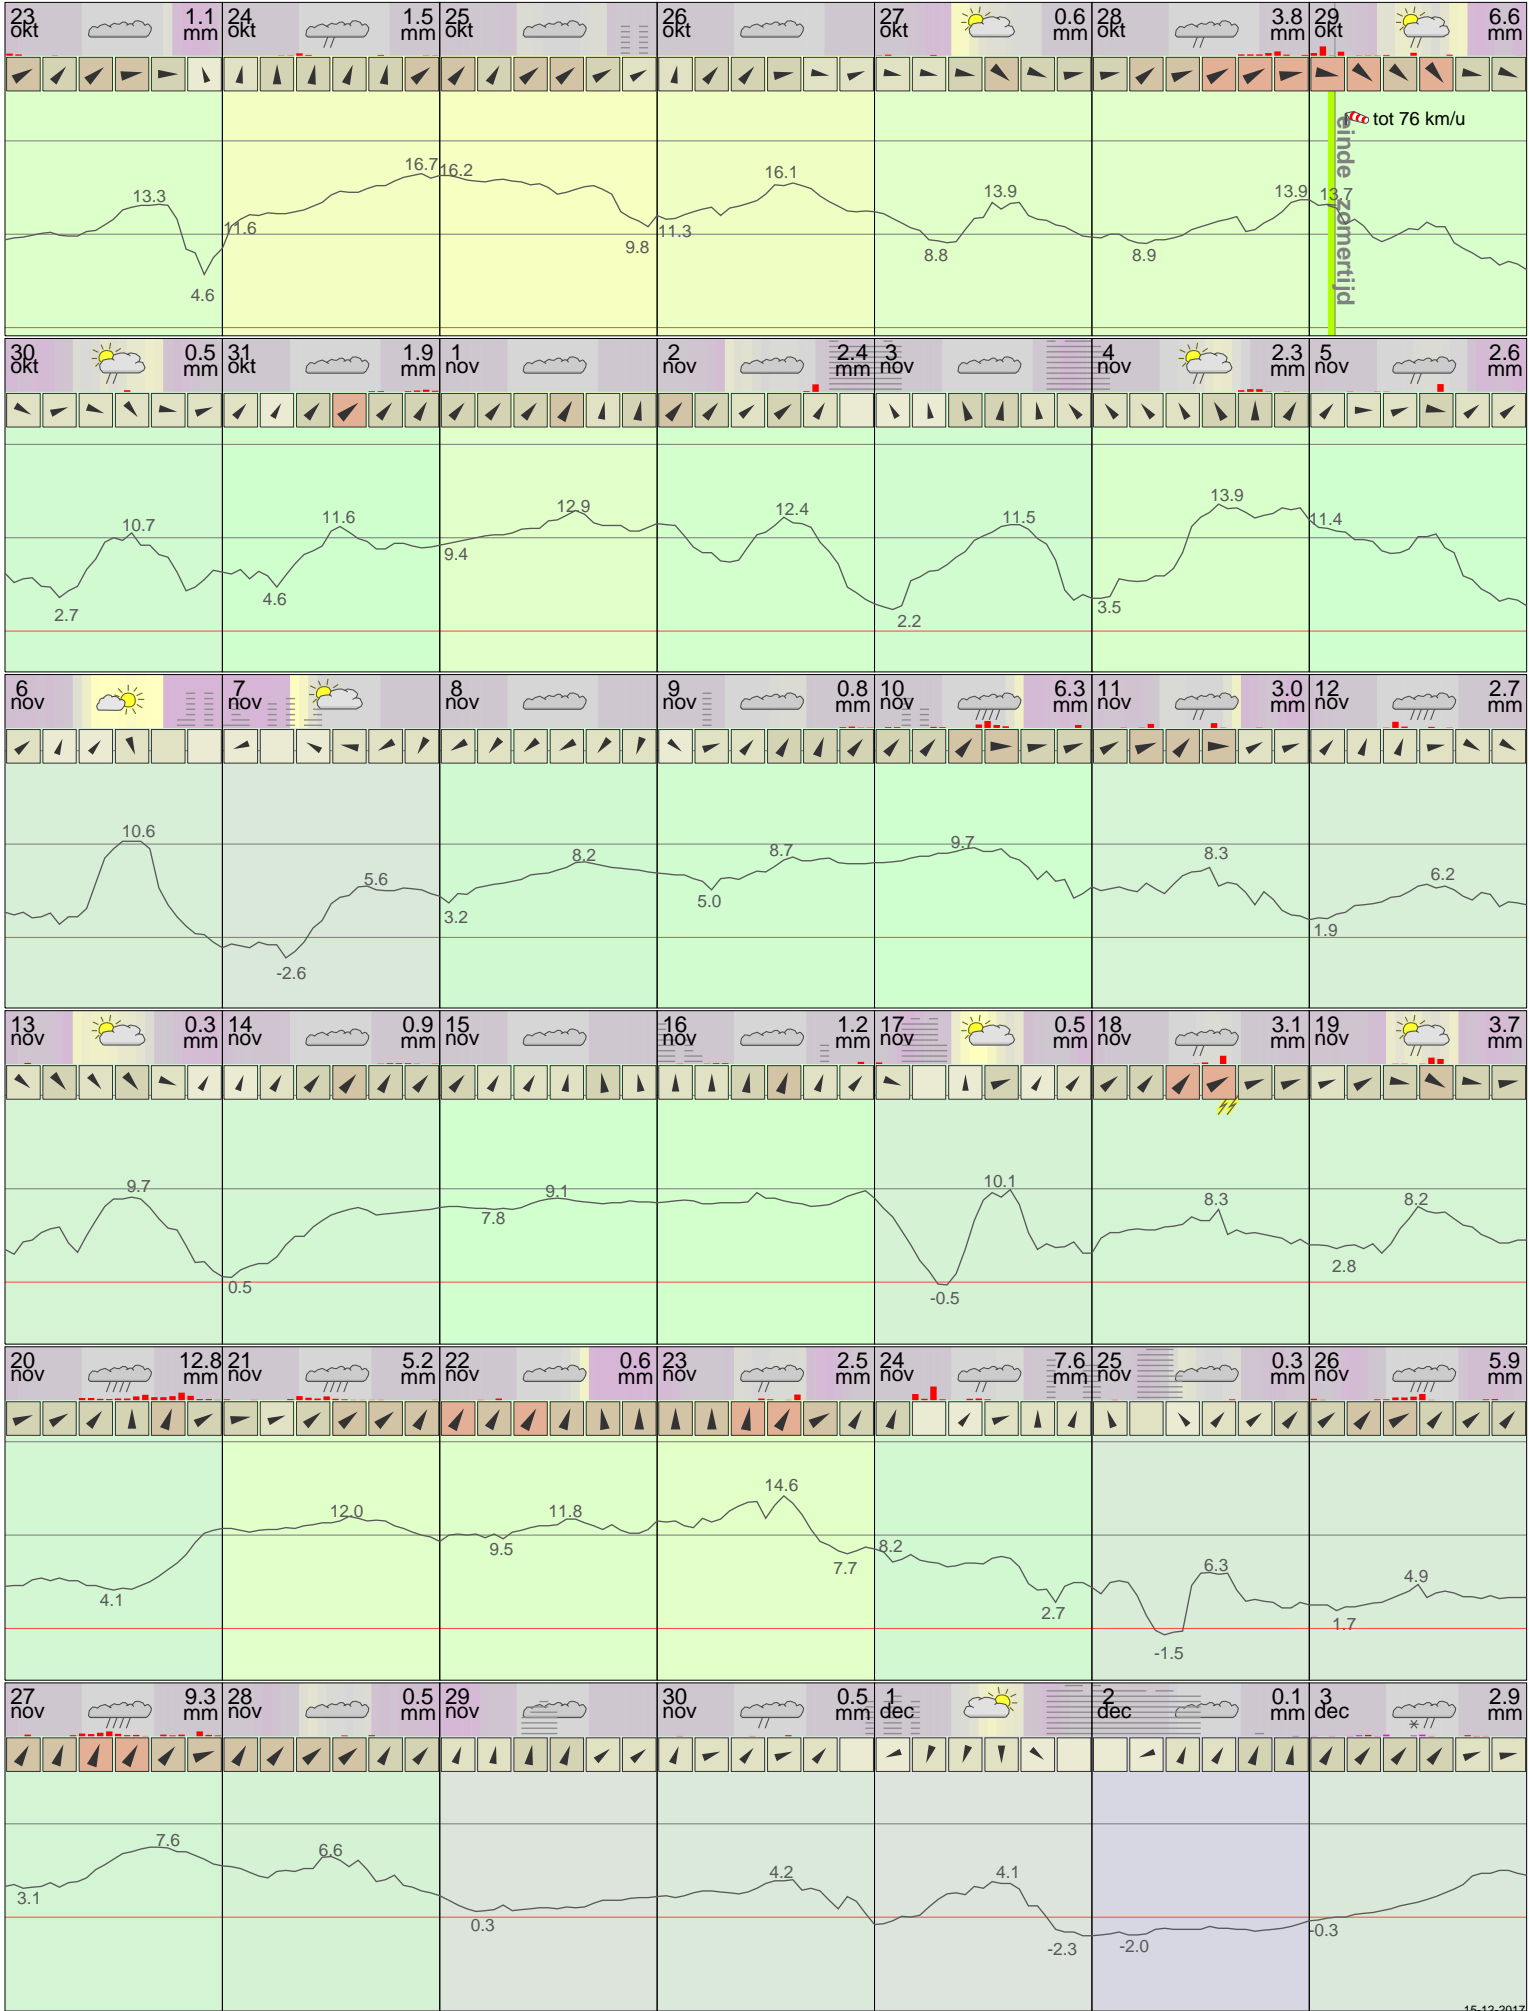 23 okt 1.1 mm
24 okt 1.5 mm
25 okt
26 okt
27 okt 0.6 mm
28 okt 3.8 mm
29 okt 6.6 mm
tot 76 km/u
einde zomertijd
13.3
4.6
11.6
16.7
16.2
9.8
11.3
16.1
8.8
13.9
8.9
13.9
13.7
30 okt 0.5 mm
31 okt 1.9 mm
1 nov
2 nov 2.4 mm
3 nov
4 nov 2.3 mm
5 nov 2.6 mm
2.7
10.7
4.6
11.6
9.4
12.9
12.4
2.2
11.5
3.5
13.9
11.4
6 nov
7 nov
8 nov
9 nov 0.8 mm
10 nov 6.3 mm
11 nov 3.0 mm
12 nov 2.7 mm
10.6
-2.6
5.6
3.2
8.2
5.0
8.7
9.7
8.3
1.9
6.2
13 nov 0.3 mm
14 nov 0.9 mm
15 nov
16 nov 1.2 mm
17 nov 0.5 mm
18 nov 3.1 mm
19 nov 3.7 mm
9.7
0.5
7.8
9.1
-0.5
10.1
8.3
2.8
8.2
20 nov 12.8 mm
21 nov 5.2 mm
22 nov 0.6 mm
23 nov 2.5 mm
24 nov 7.6 mm
25 nov 0.3 mm
26 nov 5.9 mm
4.1
12.0
9.5
11.8
14.6
7.7
8.2
2.7
-1.5
6.3
1.7
4.9
27 nov 9.3 mm
28 nov 0.5 mm
29 nov
30 nov 0.5 mm
1 dec
2 dec 0.1 mm
3 dec 2.9 mm
3.1
7.6
6.6
0.3
4.2
4.1
-2.3
-2.0
-0.3
15-12-2017